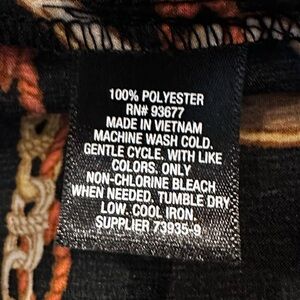 100% POLYESTER
RN# 93677
MADE IN VIETNAM
MACHINE WASH COLD.
GENTLE CYCLE. WITH LIKE
COLORS. ONLY
NON-CHLORINE BLEACH
WHEN NEEDED. TUMBLE DRY
LOW. COOL IRON.
SUPPLIER 73935-9